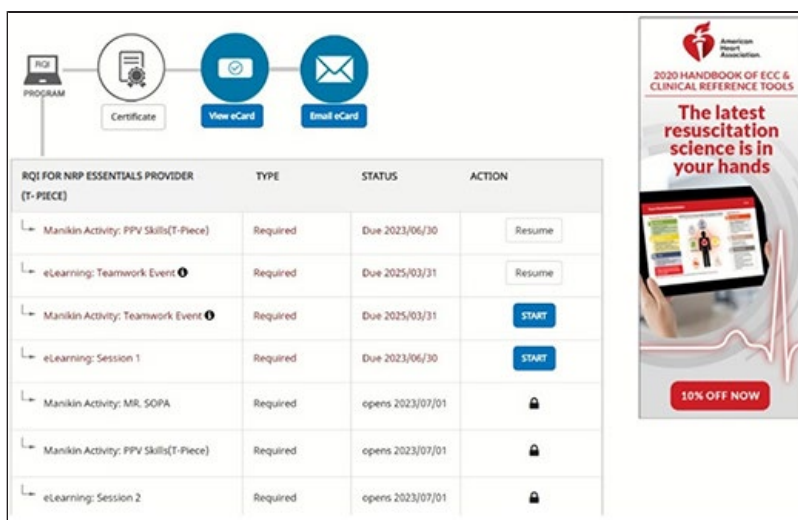 RQI
PROGRAM
Certificate
View eCard
Email eCard
RQI FOR NRP ESSENTIALS PROVIDER
(T- PIECE)
TYPE
STATUS
ACTION
Manikin Activity: PPV Skills(T-Piece) Required Due 2023/06/30 Resume
eLearning: Teamwork Event Required Due 2025/03/31 Resume
Manikin Activity: Teamwork Event Required Due 2025/03/31 START
eLearning: Session 1 Required Due 2023/06/30 START
Manikin Activity: MR. SOPA Required opens 2023/07/01
Manikin Activity: PPV Skills(T-Piece) Required opens 2023/07/01
eLearning: Session 2 Required opens 2023/07/01
American
Heart
Association.
2020 HANDBOOK OF ECC &
CLINICAL REFERENCE TOOLS
The latest
resuscitation
science is in
your hands
10% OFF NOW